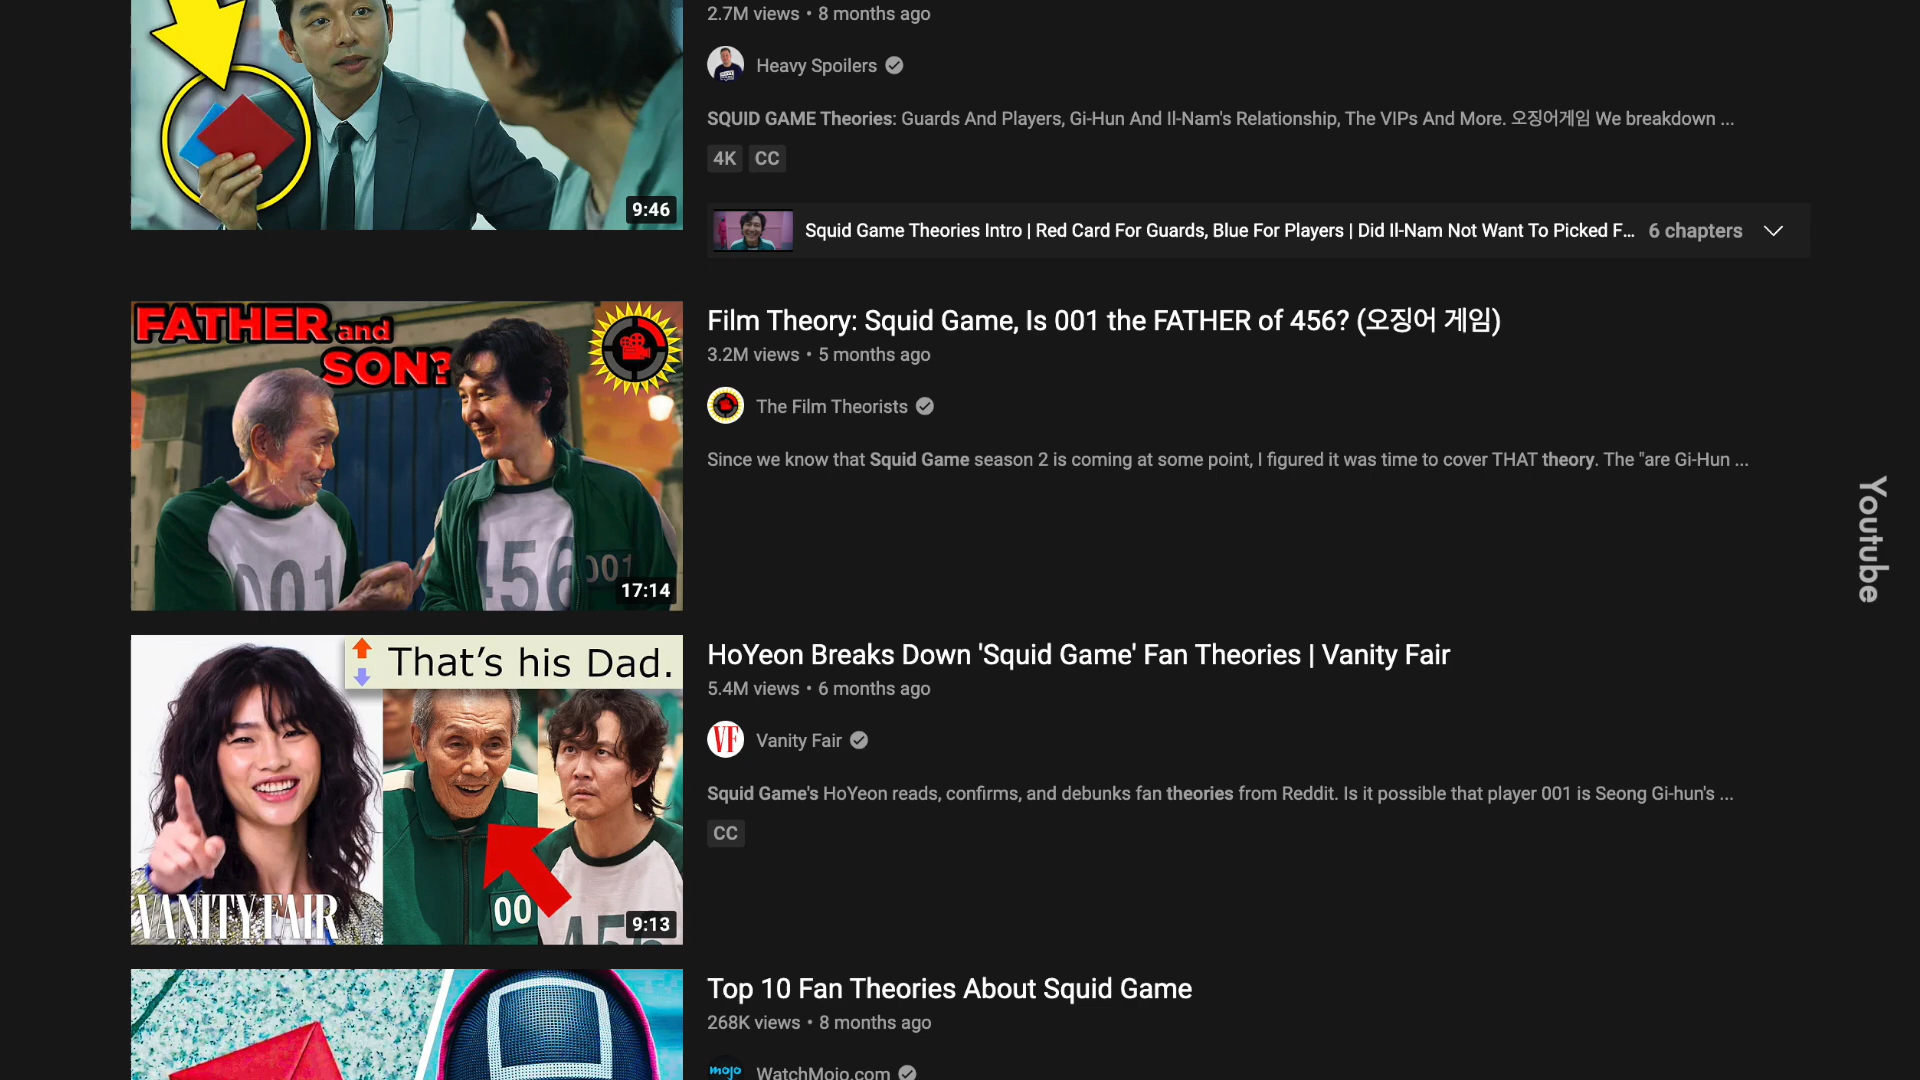 2.7M views • 8 months ago
Heavy Spoilers
SQUID GAME Theories: Guards And Players, Gi-Hun And Il-Nam's Relationship, The VIPs And More. 오징어게임 We breakdown ...
4K CC
9:46
Squid Game Theories Intro | Red Card For Guards, Blue For Players | Did Il-Nam Not Want To Picked F... 6 chapters
FATHER and
SON?
001
456
001
17:14
Film Theory: Squid Game, Is 001 the FATHER of 456? (오징어 게임)
3.2M views • 5 months ago
The Film Theorists
Since we know that Squid Game season 2 is coming at some point, I figured it was time to cover THAT theory. The "are Gi-Hun ...
Youtube
That's his Dad.
VANITY FAIR
00
456
9:13
HoYeon Breaks Down 'Squid Game' Fan Theories | Vanity Fair
5.4M views • 6 months ago
VF
Vanity Fair
Squid Game's HoYeon reads, confirms, and debunks fan theories from Reddit. Is it possible that player 001 is Seong Gi-hun's ...
CC
Top 10 Fan Theories About Squid Game
268K views • 8 months ago
mojo
WatchMojo.com